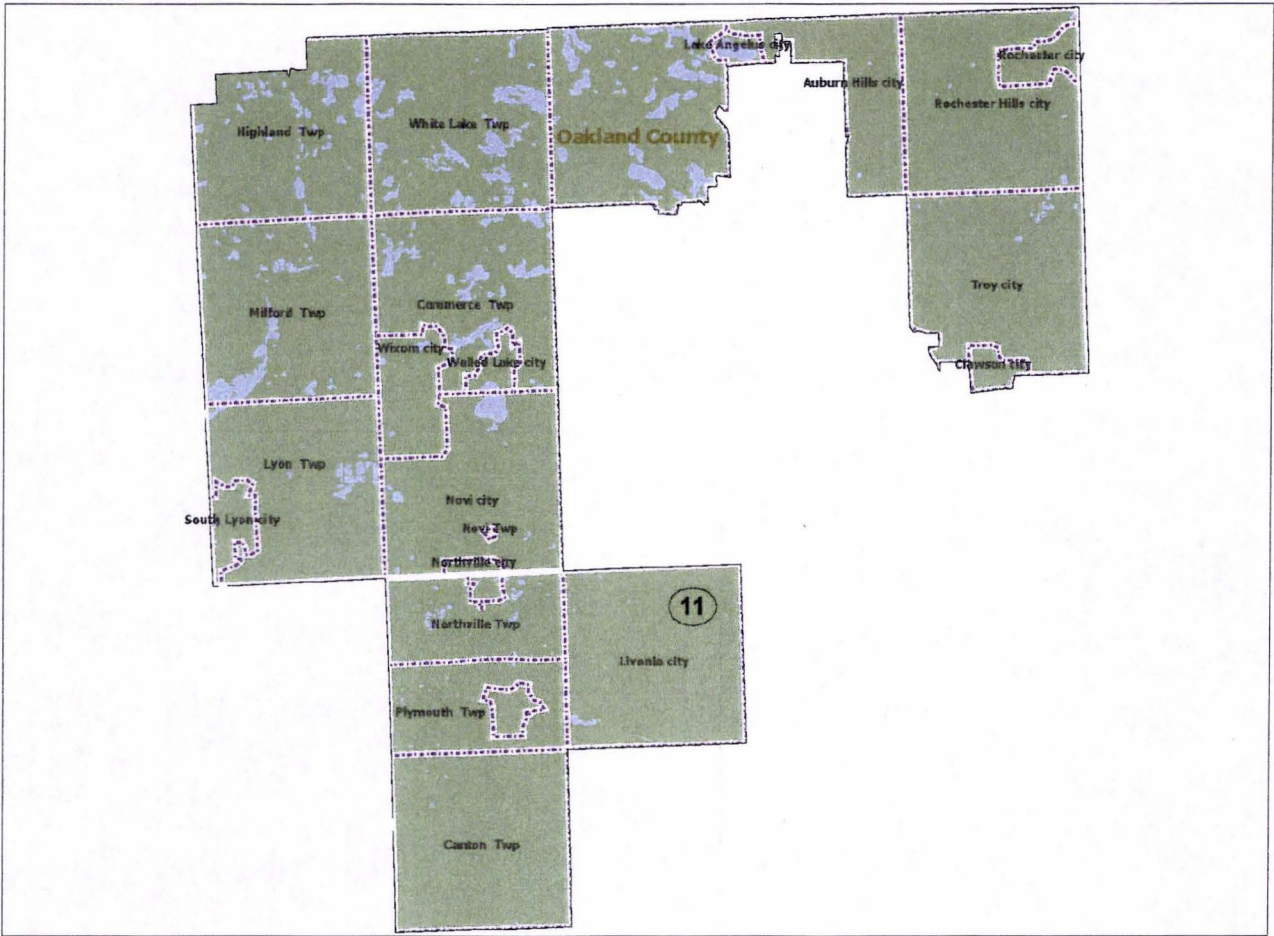 Lake Angelus city
Rochester city
Auburn Hills city
Rochester Hills city
Highland Twp
White Lake Twp
Oakland County
Troy city
Milford Twp
Commerce Twp
Wixom city
Walled Lake city
Clawson city
Lyon Twp
Novi city
South Lyon city
Novi Twp
Northville city
11
Northville Twp
Livonia city
Plymouth Twp
Canton Twp